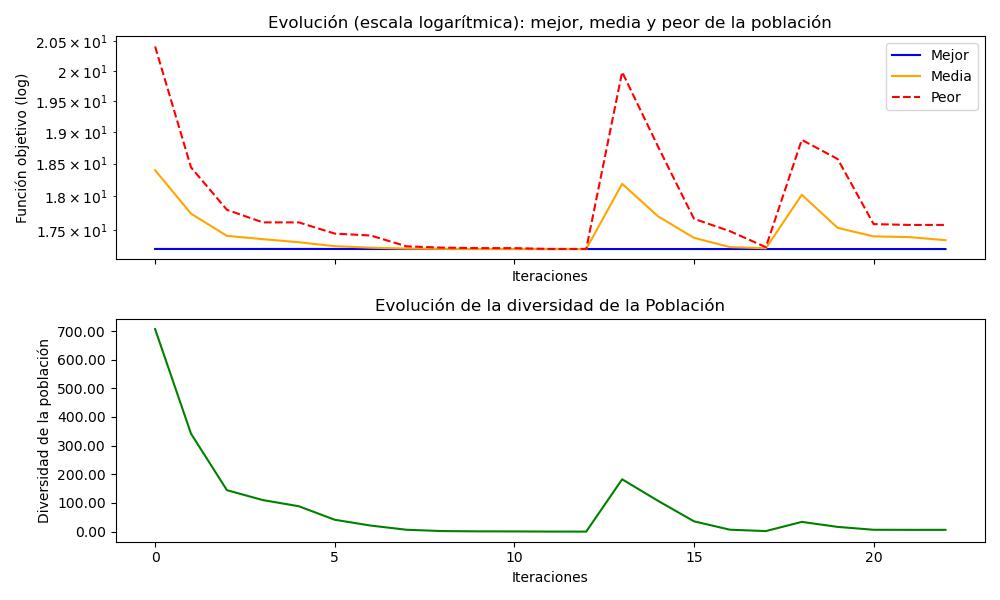 Evolución (escala logarítmica): mejor, media y peor de la población
Función objetivo (log)
2.05 × 10¹
2 × 10¹
1.95 × 10¹
1.9 × 10¹
1.85 × 10¹
1.8 × 10¹
1.75 × 10¹
Mejor
Media
Peor
Iteraciones
Evolución de la diversidad de la Población
Diversidad de la población
700.00
600.00
500.00
400.00
300.00
200.00
100.00
0.00
0 5 10 15 20
Iteraciones